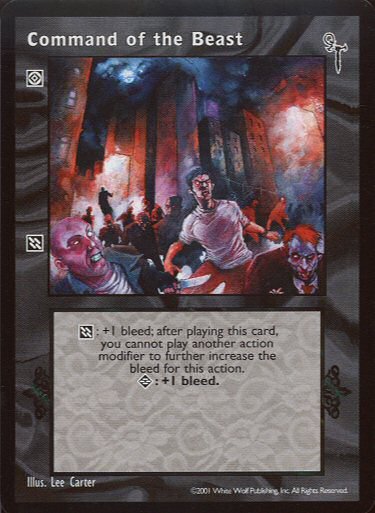 Command of the Beast
: +1 bleed; after playing this card,
you cannot play another action
modifier to further increase the
bleed for this action.
: +1 bleed.
Illus. Lee Carter
©2001 White Wolf Publishing, Inc. All Rights Reserved.